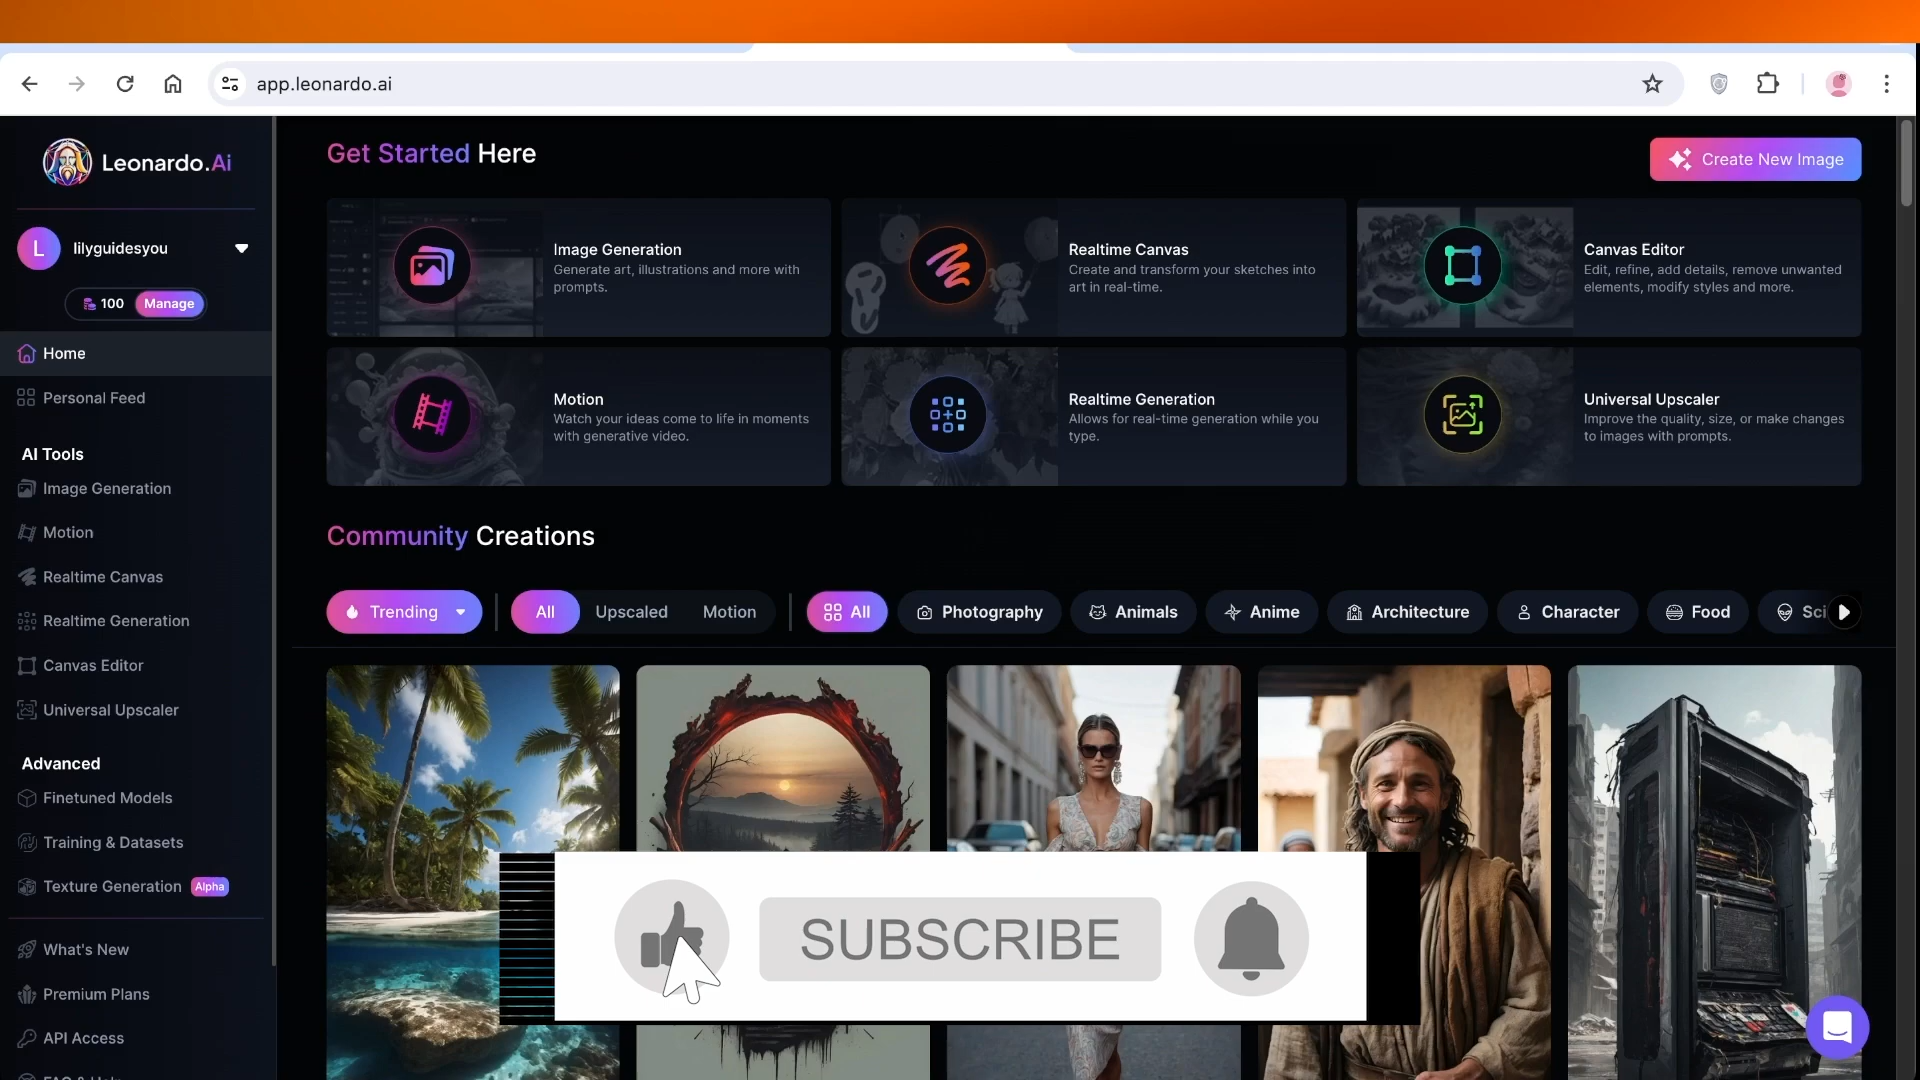 app.leonardo.ai
Leonardo.Ai
L
lilyguidesyou
100
Manage
Home
Personal Feed
AI Tools
Image Generation
Motion
Realtime Canvas
Realtime Generation
Canvas Editor
Universal Upscaler
Advanced
Finetuned Models
Training & Datasets
Texture Generation Alpha
What's New
Premium Plans
API Access
Get Started Here
Create New Image
Image Generation
Generate art, illustrations and more with
prompts.
Realtime Canvas
Create and transform your sketches into
art in real-time.
Canvas Editor
Edit, refine, add details, remove unwanted
elements, modify styles and more.
Motion
Watch your ideas come to life in moments
with generative video.
Realtime Generation
Allows for real-time generation while you
type.
Universal Upscaler
Improve the quality, size, or make changes
to images with prompts.
Community Creations
Trending
All
Upscaled
Motion
All
Photography
Animals
Anime
Architecture
Character
Food
Sci
SUBSCRIBE